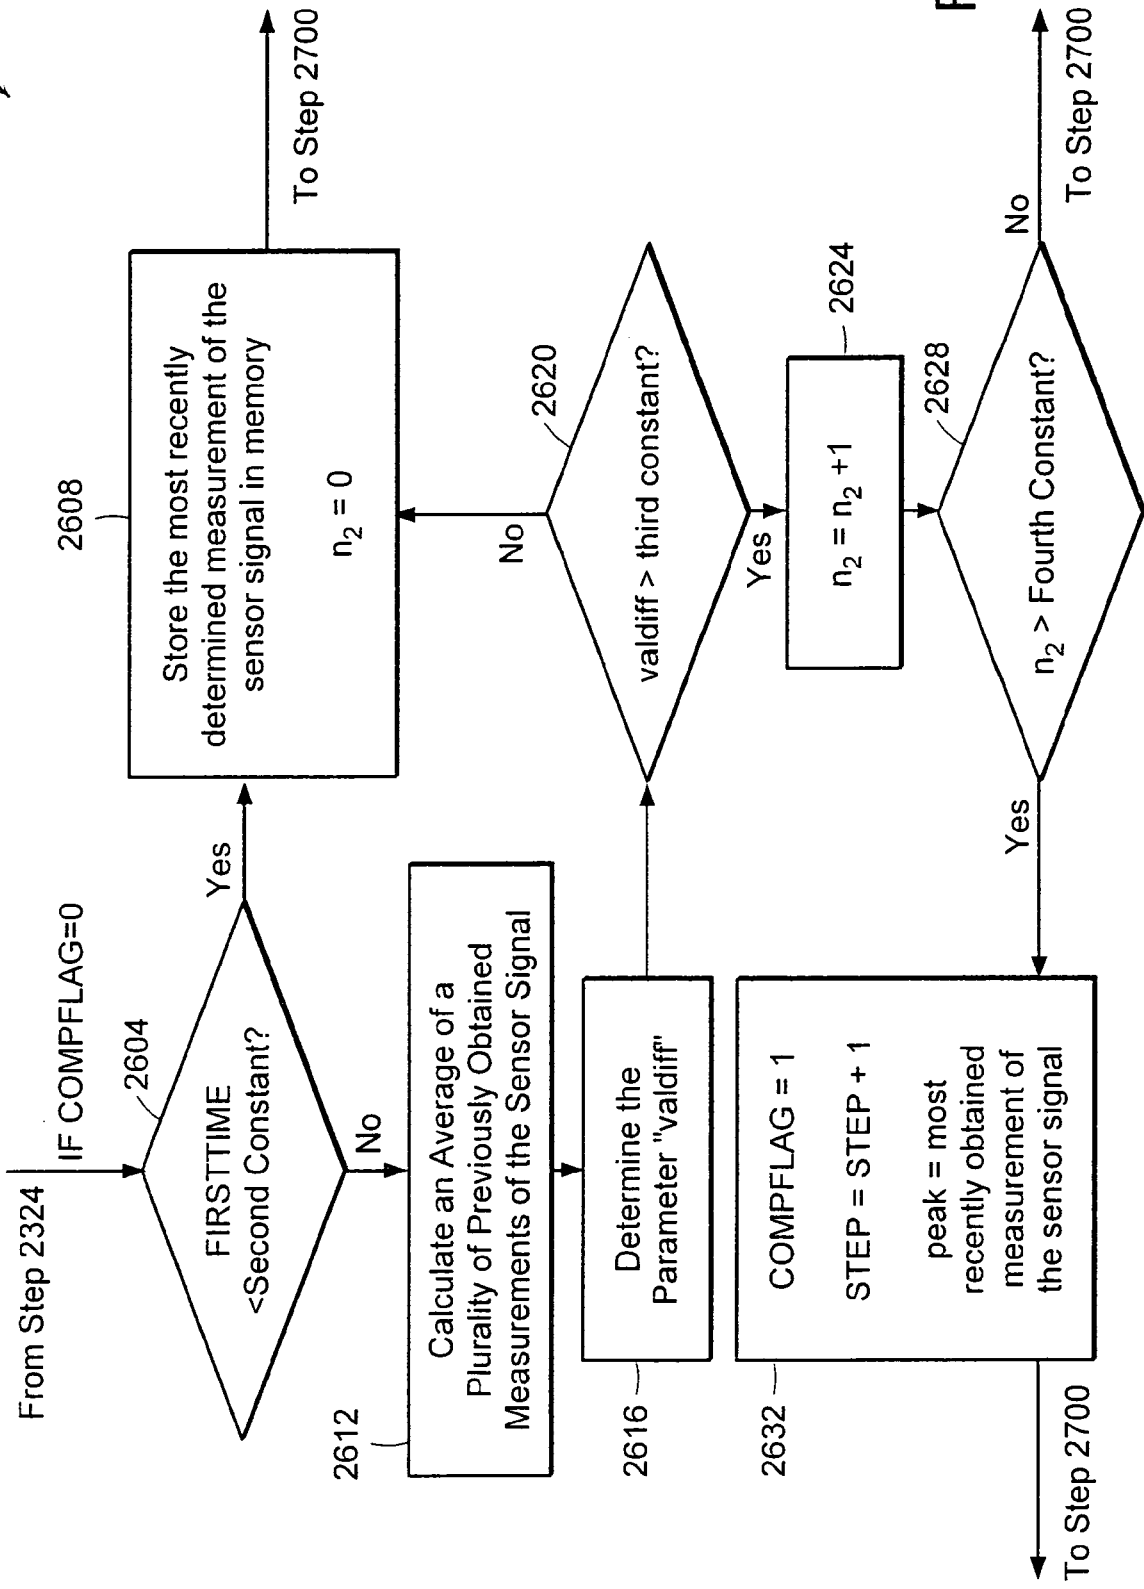 From Step 2324
IF COMPFLAG=0
2604
FIRSTTIME
<Second Constant?
Yes
No
2608
Store the most recently
determined measurement of the
sensor signal in memory
n₂ = 0
To Step 2700
2612
Calculate an Average of a
Plurality of Previously Obtained
Measurements of the Sensor Signal
2616
Determine the
Parameter "valdiff"
2620
valdiff > third constant?
No
Yes
2624
n₂ = n₂ +1
2628
n₂ > Fourth Constant?
No
To Step 2700
Yes
2632
COMPFLAG = 1
STEP = STEP + 1
peak = most
recently obtained
measurement of
the sensor signal
To Step 2700